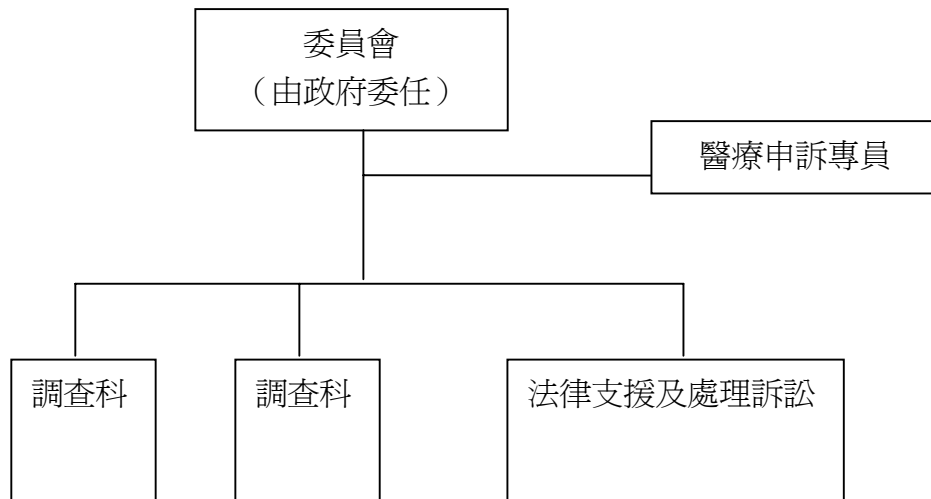 委員會
（由政府委任）
醫療申訴專員
調查科
調查科
法律支援及處理訴訟